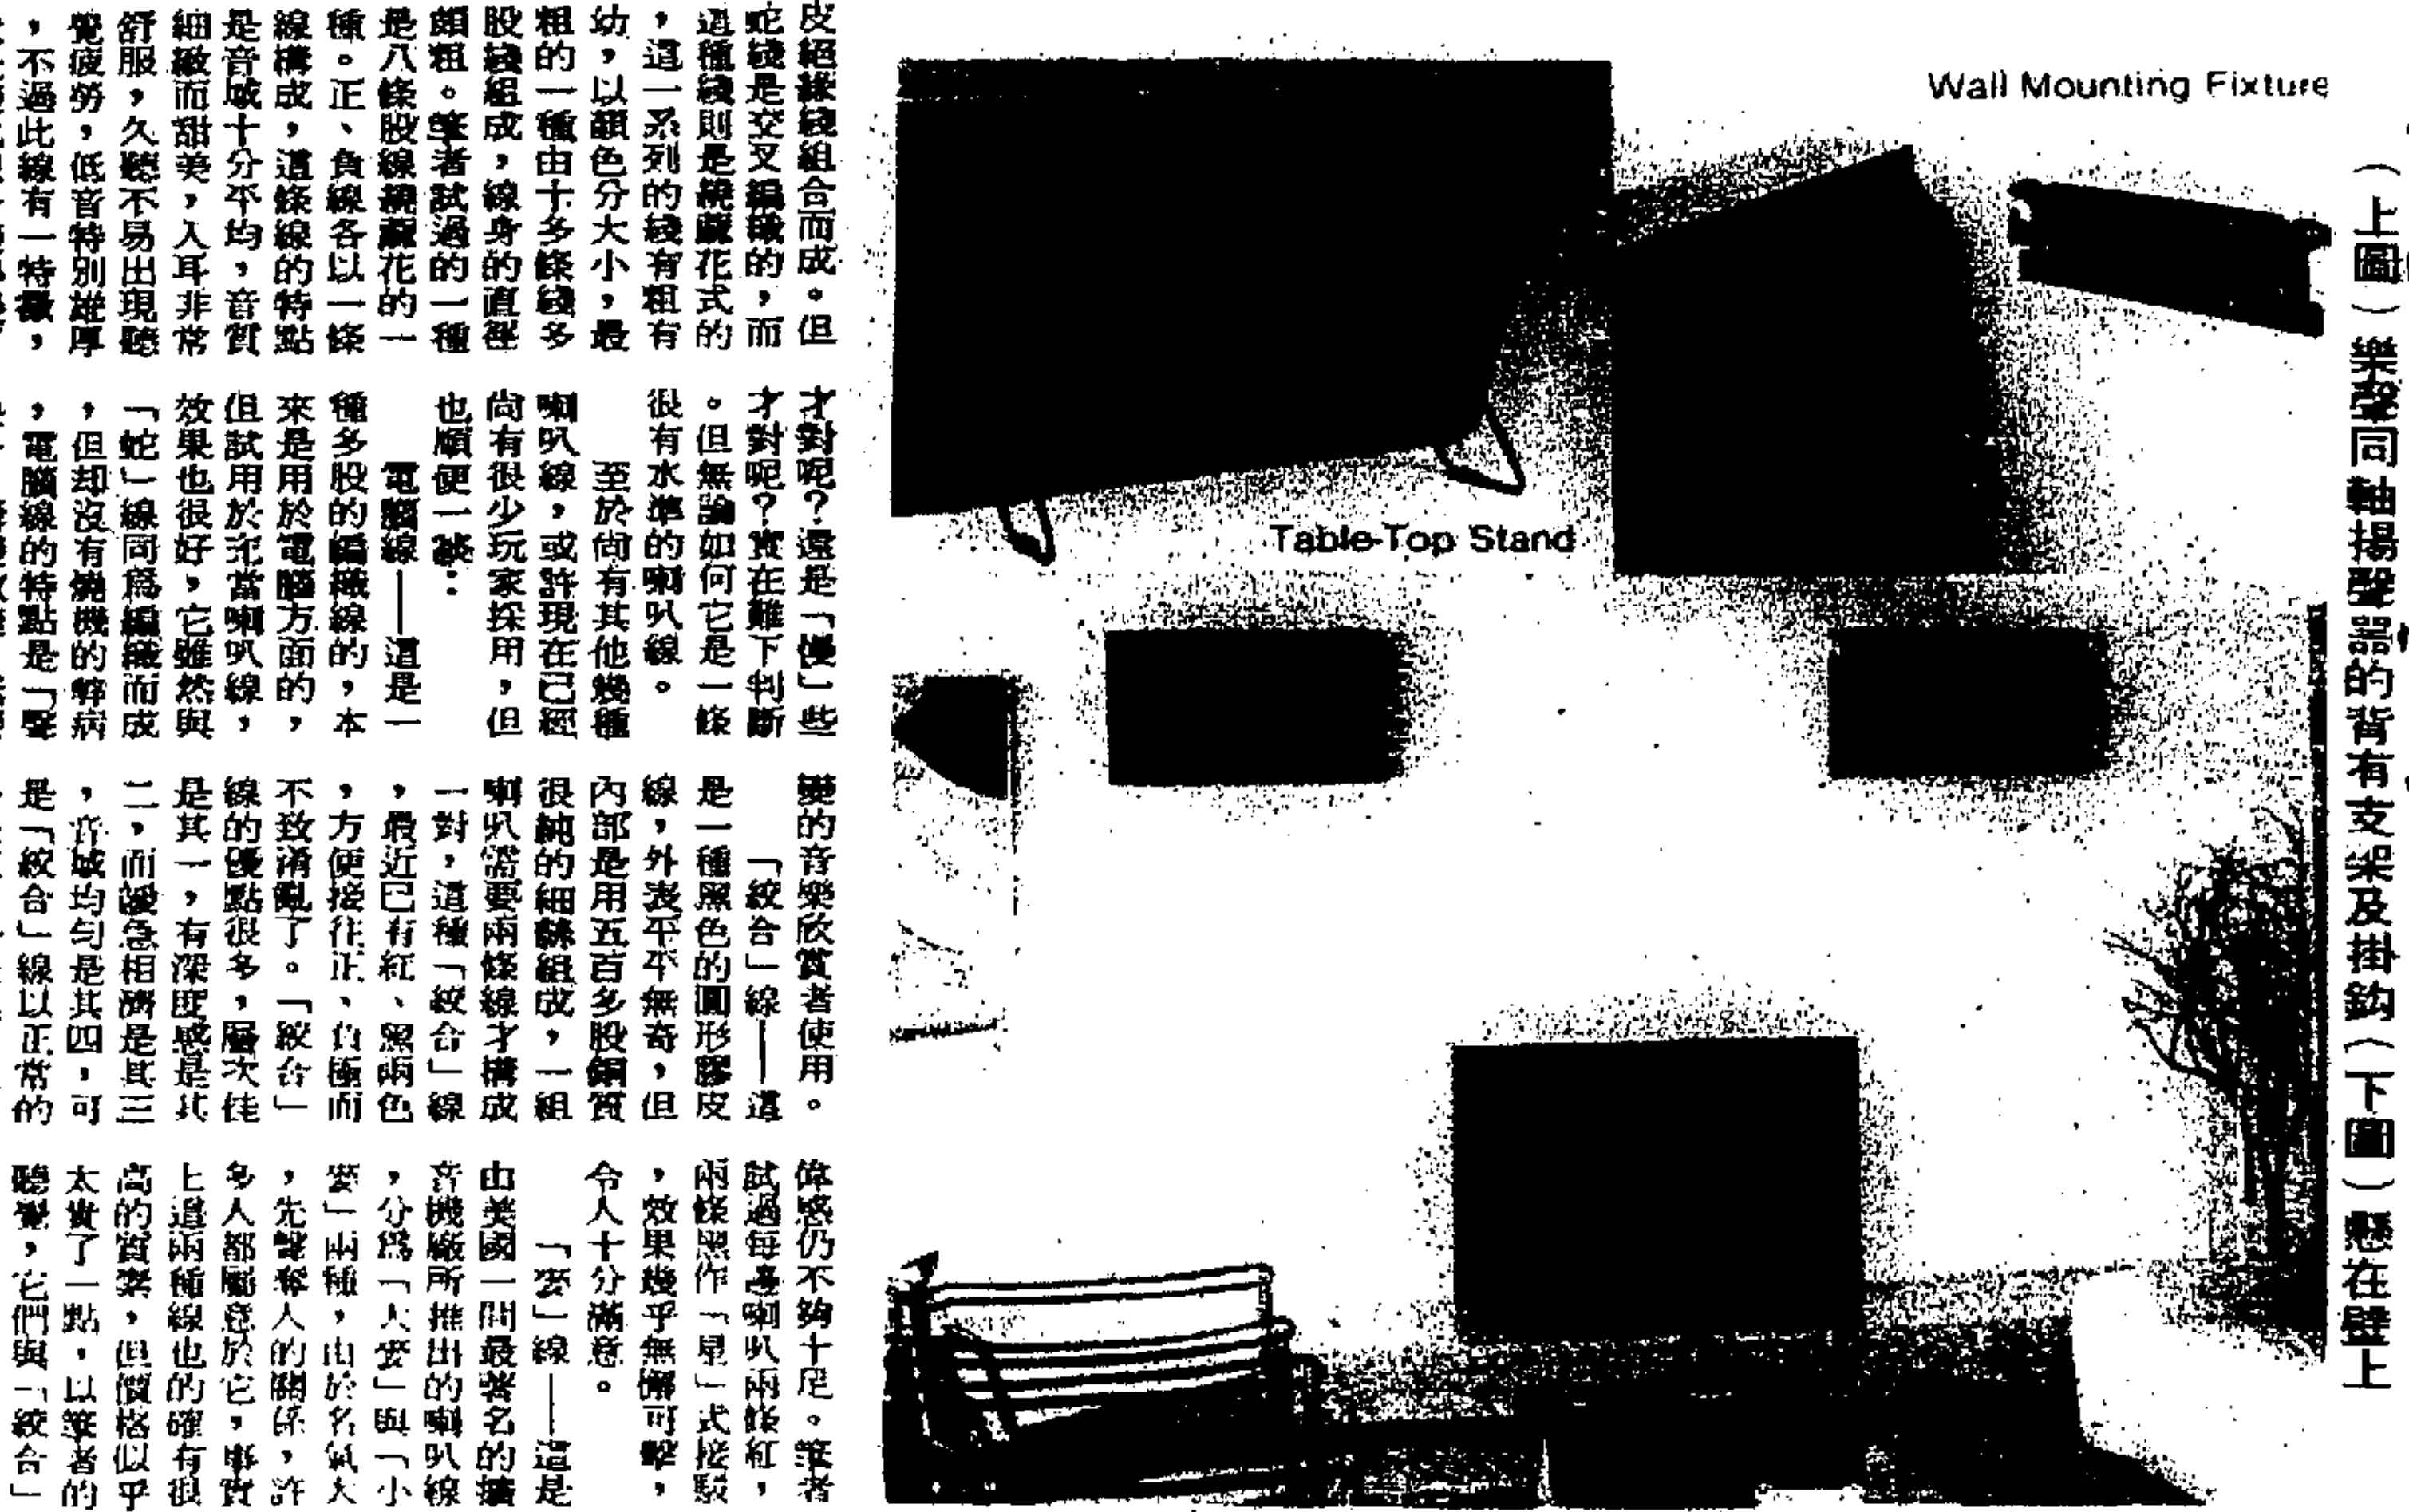 Wall Mounting Fixture
Table-Top Stand
（上圖）樂聲同軸揚聲器的背有支架及掛鈎（下圖）懸在壁上
皮絕緣綫組合而成。但
蛇綫是交叉編織的，而
這種綫則是繞蔴花式的
，這一系列的綫有粗有
幼，以顏色分大小，最
粗的一種由十多條綫多
股綫組成，線身的直徑
頗粗。筆者試過的一種
是八條股線繞蔴花的一
種。正、負線各以一條
線構成，這條線的特點
是音域十分平均，音質
細緻而甜美，入耳非常
舒服，久聽不易出現聽
覺疲勞，低音特別雄厚
，不過此線有一特徵，
才對呢？還是「慢」些
才對呢？實在難下判斷
。但無論如何它是一條
很有水準的喇叭線。
至於尚有其他幾種
喇叭線，或許現在已經
尚有很少玩家採用，但
也順便一談：
電腦線——這是一
種多股的編織線的，本
來是用於電腦方面的，
但試用於充當喇叭線，
效果也很好，它雖然與
「蛇」線同爲編織而成
，但却沒有燒機的弊病
，電腦線的特點是「聲
變的音樂欣賞者使用。
「絞合」線——這
是一種黑色的圓形膠皮
線，外表平平無奇，但
內部是用五百多股銅質
很純的細絲組成，一組
喇叭需要兩條線才構成
一對，這種「絞合」線
，最近已有紅、黑兩色
，方便接往正、負極而
不致淆亂了。「絞合」
線的優點很多，層次佳
是其一，有深度感是其
二，而緩急相濟是其三
，音域均勻是其四，可
是「絞合」線以正常的
偉感仍不夠十足。筆者
試過每邊喇叭兩條紅，
兩條黑作「星」式接駁
，效果幾乎無懈可擊，
令人十分滿意。
「麥」線——這是
由美國一間最著名的擴
音機廠所推出的喇叭線
，分爲「大麥」與「小
麥」兩種，由於名氣大
，先聲奪人的關係，許
多人都屬意於它，事實
上這兩種線也的確有很
高的質素，但價格似乎
太貴了一點，以筆者的
聽覺，它們與「絞合」